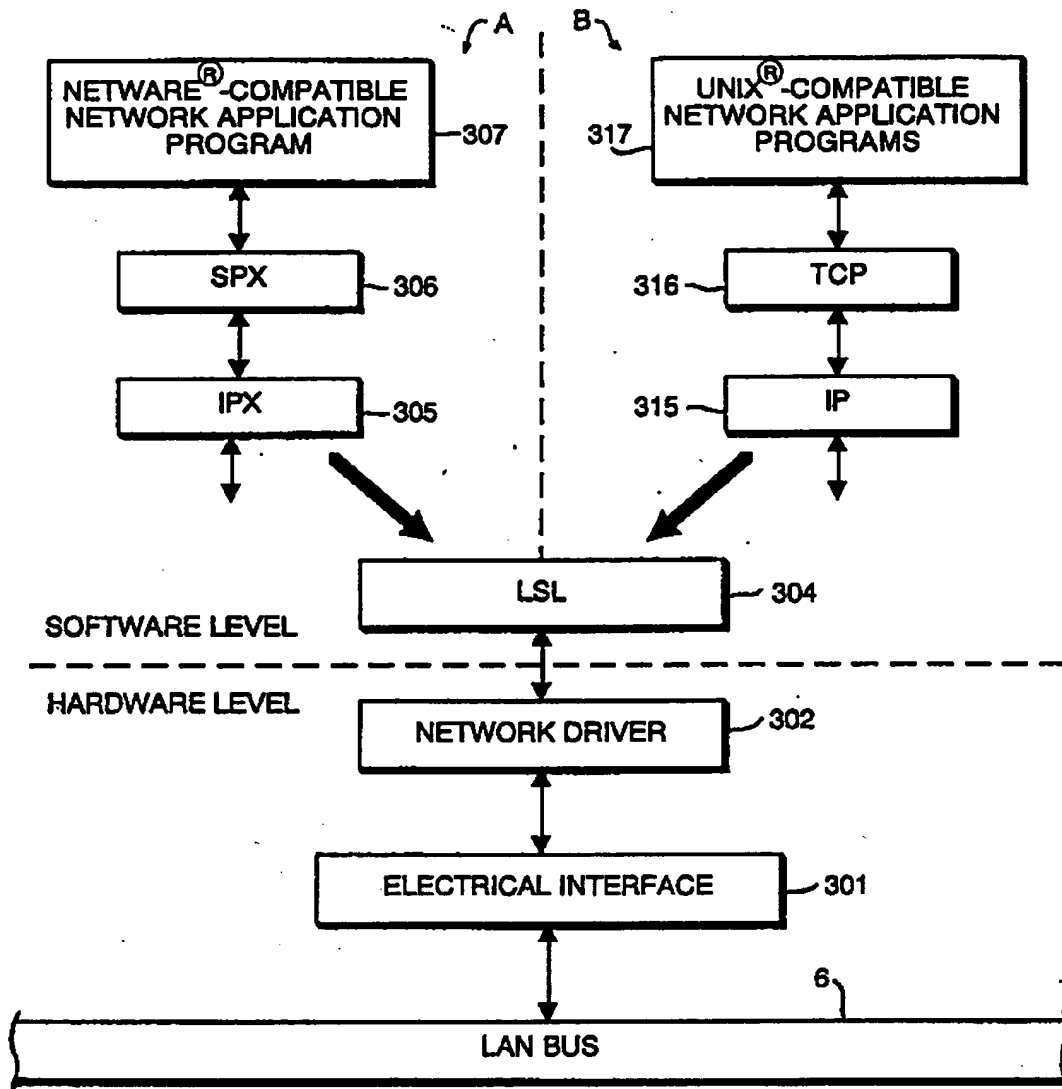 A
B
NETWARE®-COMPATIBLE
NETWORK APPLICATION
PROGRAM
307
UNIX®-COMPATIBLE
NETWORK APPLICATION
PROGRAMS
317
SPX
306
TCP
316
IPX
305
IP
315
LSL
304
SOFTWARE LEVEL
HARDWARE LEVEL
NETWORK DRIVER
302
ELECTRICAL INTERFACE
301
6
LAN BUS